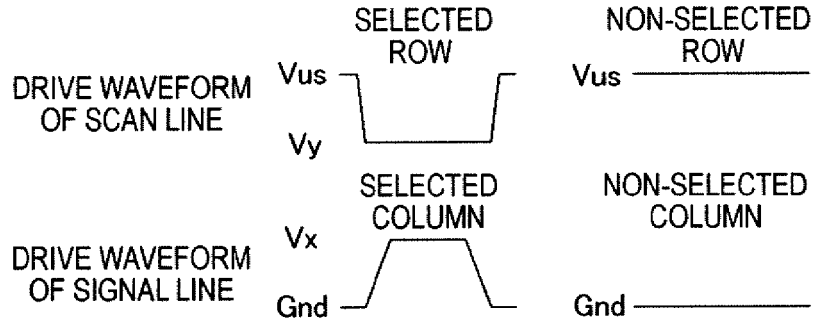 SELECTED
ROW
NON-SELECTED
ROW
DRIVE WAVEFORM
OF SCAN LINE
Vus
Vy
Vus
SELECTED
COLUMN
NON-SELECTED
COLUMN
DRIVE WAVEFORM
OF SIGNAL LINE
Vx
Gnd
Gnd